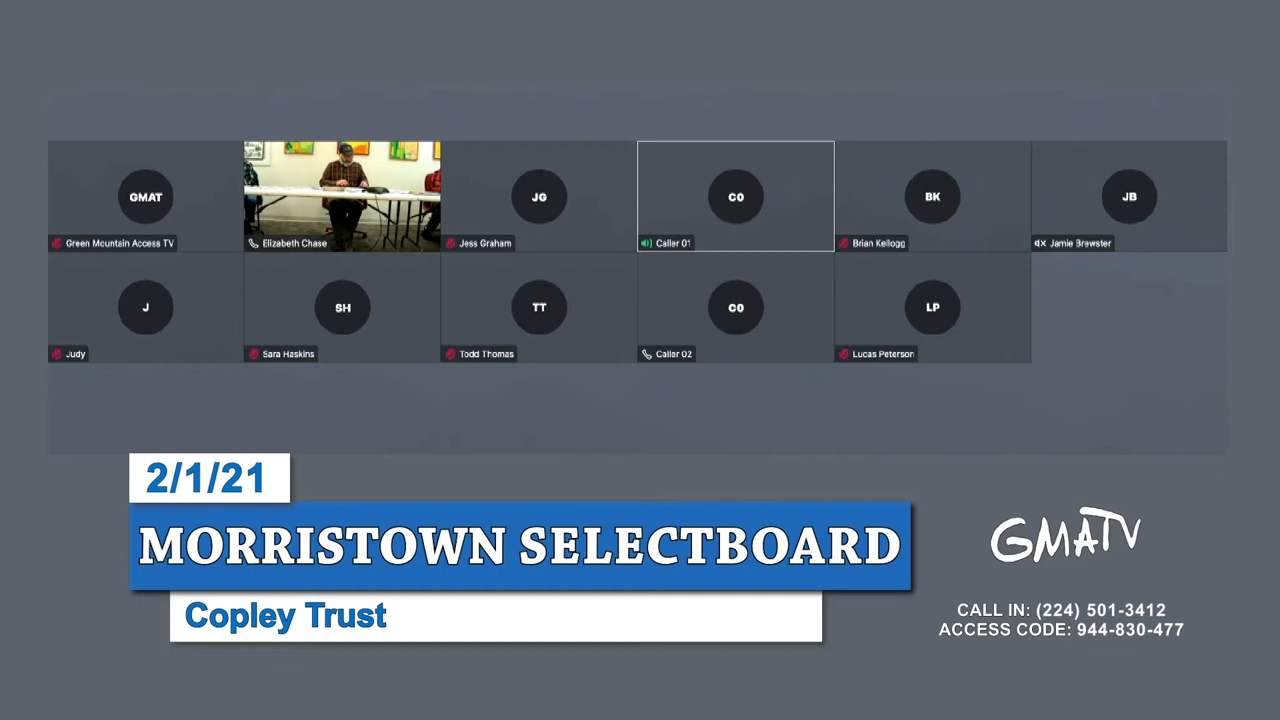 GMAT
JG
C0
BK
JB
Green Mountain Access TV
Elizabeth Chase
Jess Graham
Caller 01
Brian Kellogg
Jamie Brewster
J
SH
TT
C0
LP
Judy
Sara Haskins
Todd Thomas
Caller 02
Lucas Peterson
2/1/21
MORRISTOWN SELECTBOARD
Copley Trust
GMATV
CALL IN: (224) 501-3412
ACCESS CODE: 944-830-477